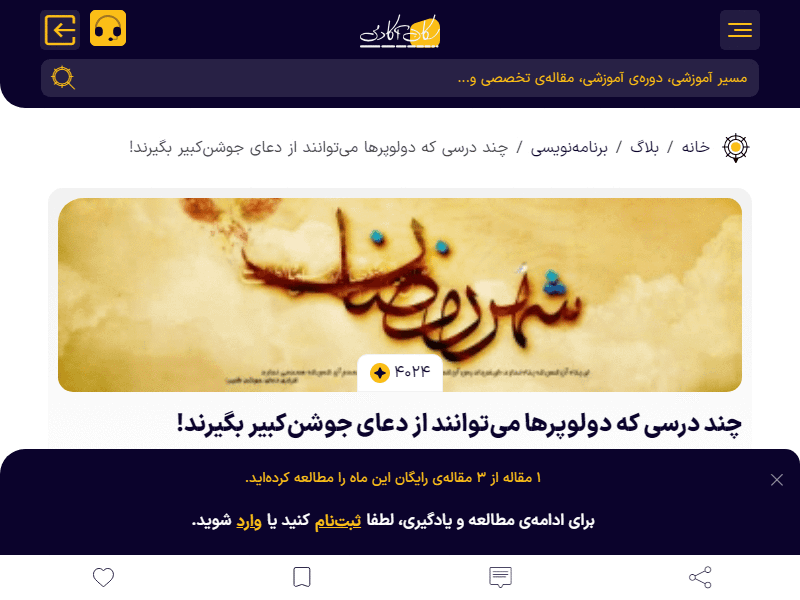 مسیر آموزشی، دوره‌ی آموزشی، مقاله‌ی تخصصی و...
خانه / بلاگ / برنامه‌نویسی / چند درسی که دولوپرها می‌توانند از دعای جوشن‌کبیر بگیرند!
شهر رمضان
۴۰۲۴
چند درسی که دولوپرها می‌توانند از دعای جوشن‌کبیر بگیرند!
۱ مقاله از ۳ مقاله‌ی رایگان این ماه را مطالعه کرده‌اید.
برای ادامه‌ی مطالعه و یادگیری، لطفا ثبت‌نام کنید یا وارد شوید.